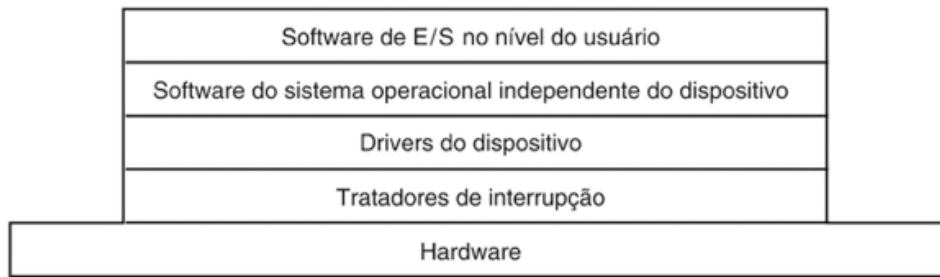 Software de E/S no nível do usuário
Software do sistema operacional independente do dispositivo
Drivers do dispositivo
Tratadores de interrupção
Hardware